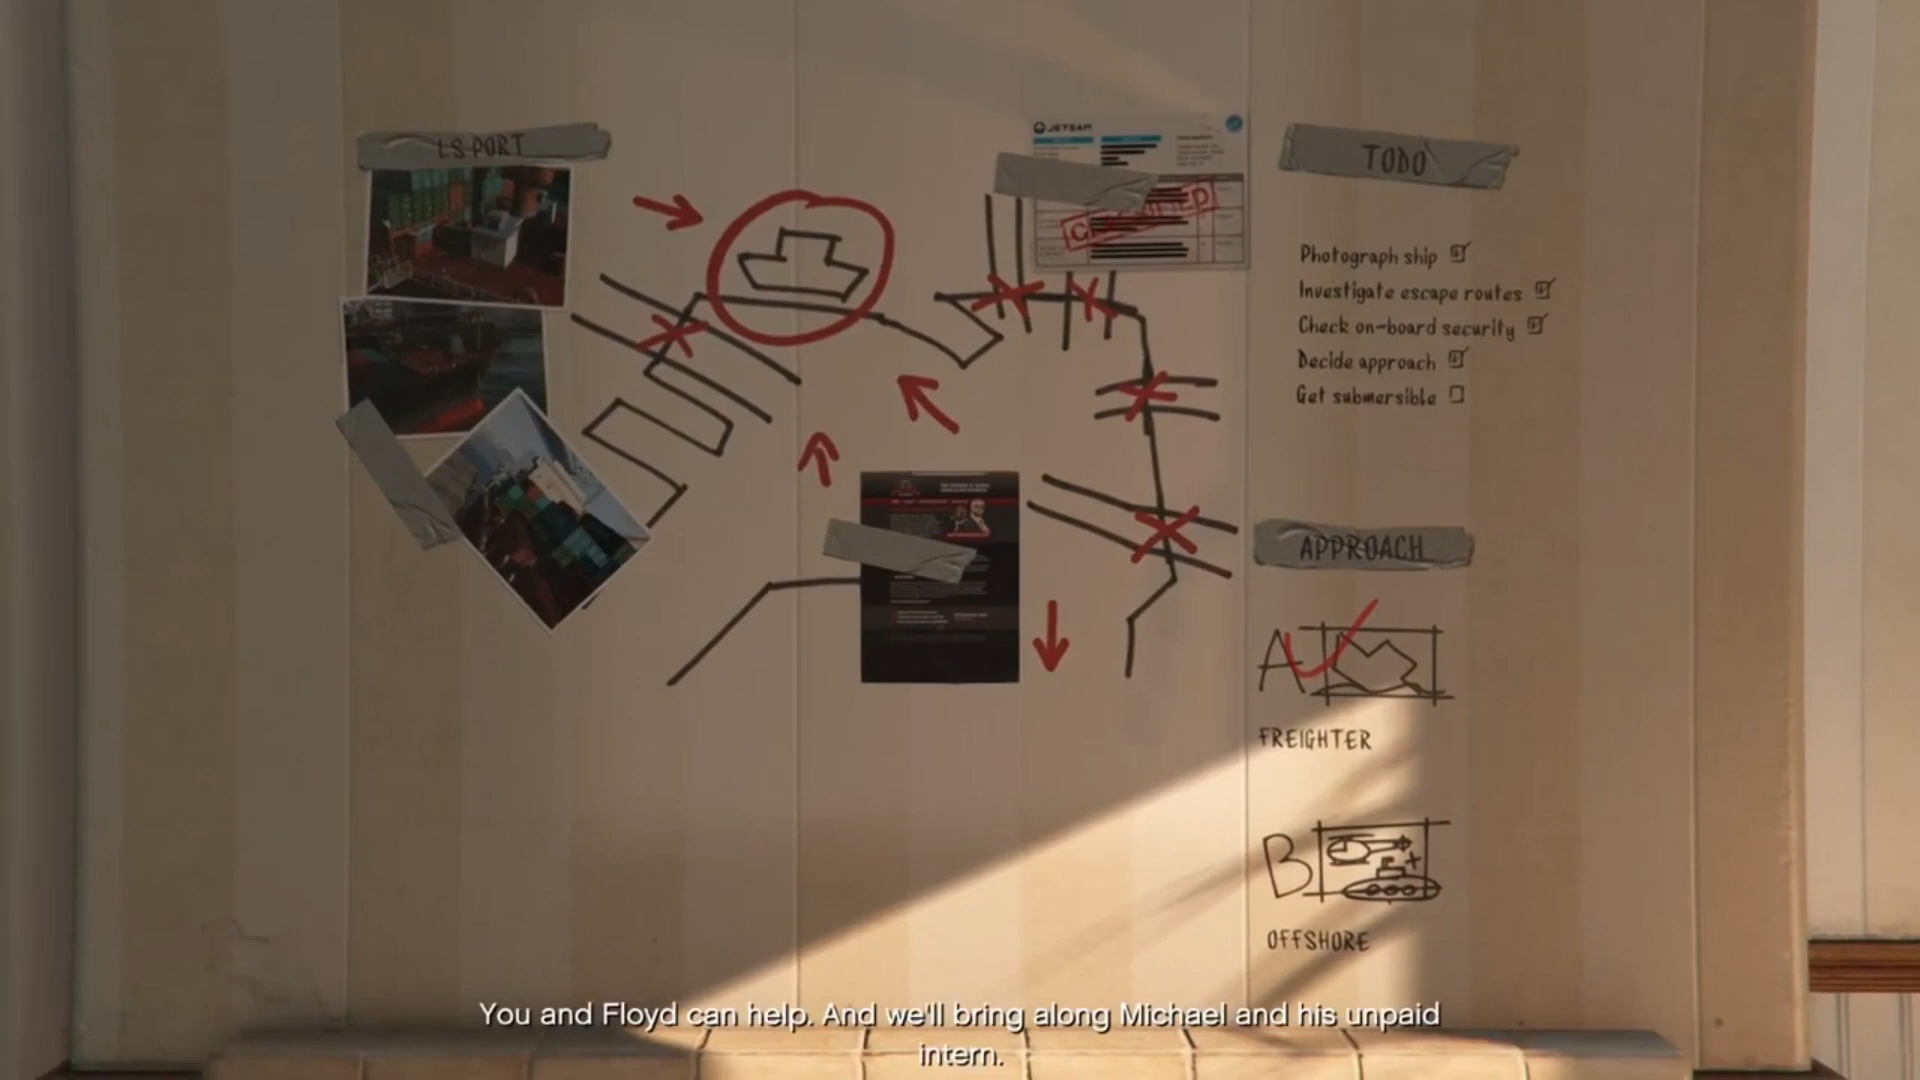 LS PORT
JETSAM
CLASSIFIED
TODO
Photograph ship
Investigate escape routes
Check on-board security
Decide approach
Get submersible
APPROACH
A
FREIGHTER
B
OFFSHORE
You and Floyd can help. And we'll bring along Michael and his unpaid
intern.